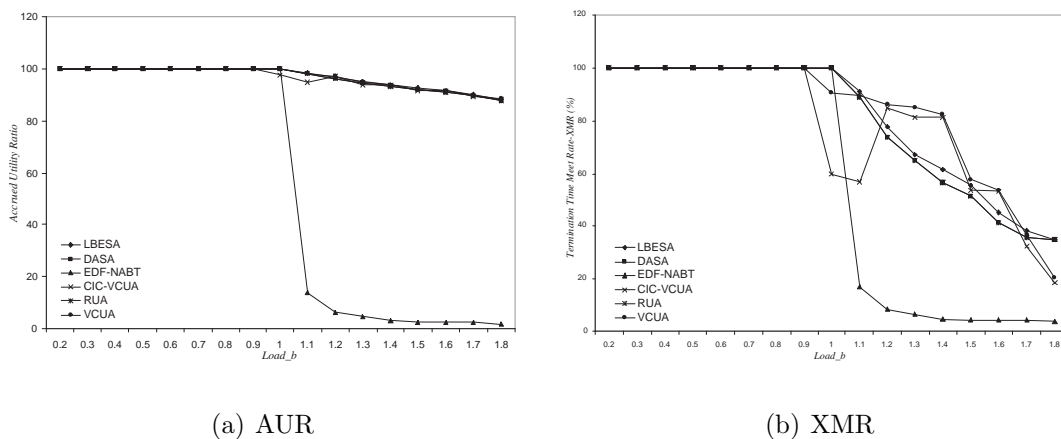 Accrued Utility Ratio
120
100
80
60
40
20
0
LBESA
DASA
EDF-NABT
CIC-VCUA
RUA
VCUA
0.2 0.3 0.4 0.5 0.6 0.7 0.8 0.9 1 1.1 1.2 1.3 1.4 1.5 1.6 1.7 1.8
Load_b
(a) AUR
Termination Time Meet Rate-XMR (%)
120
100
80
60
40
20
0
LBESA
DASA
EDF-NABT
CIC-VCUA
RUA
VCUA
0.2 0.3 0.4 0.5 0.6 0.7 0.8 0.9 1 1.1 1.2 1.3 1.4 1.5 1.6 1.7 1.8
Load_b
(b) XMR